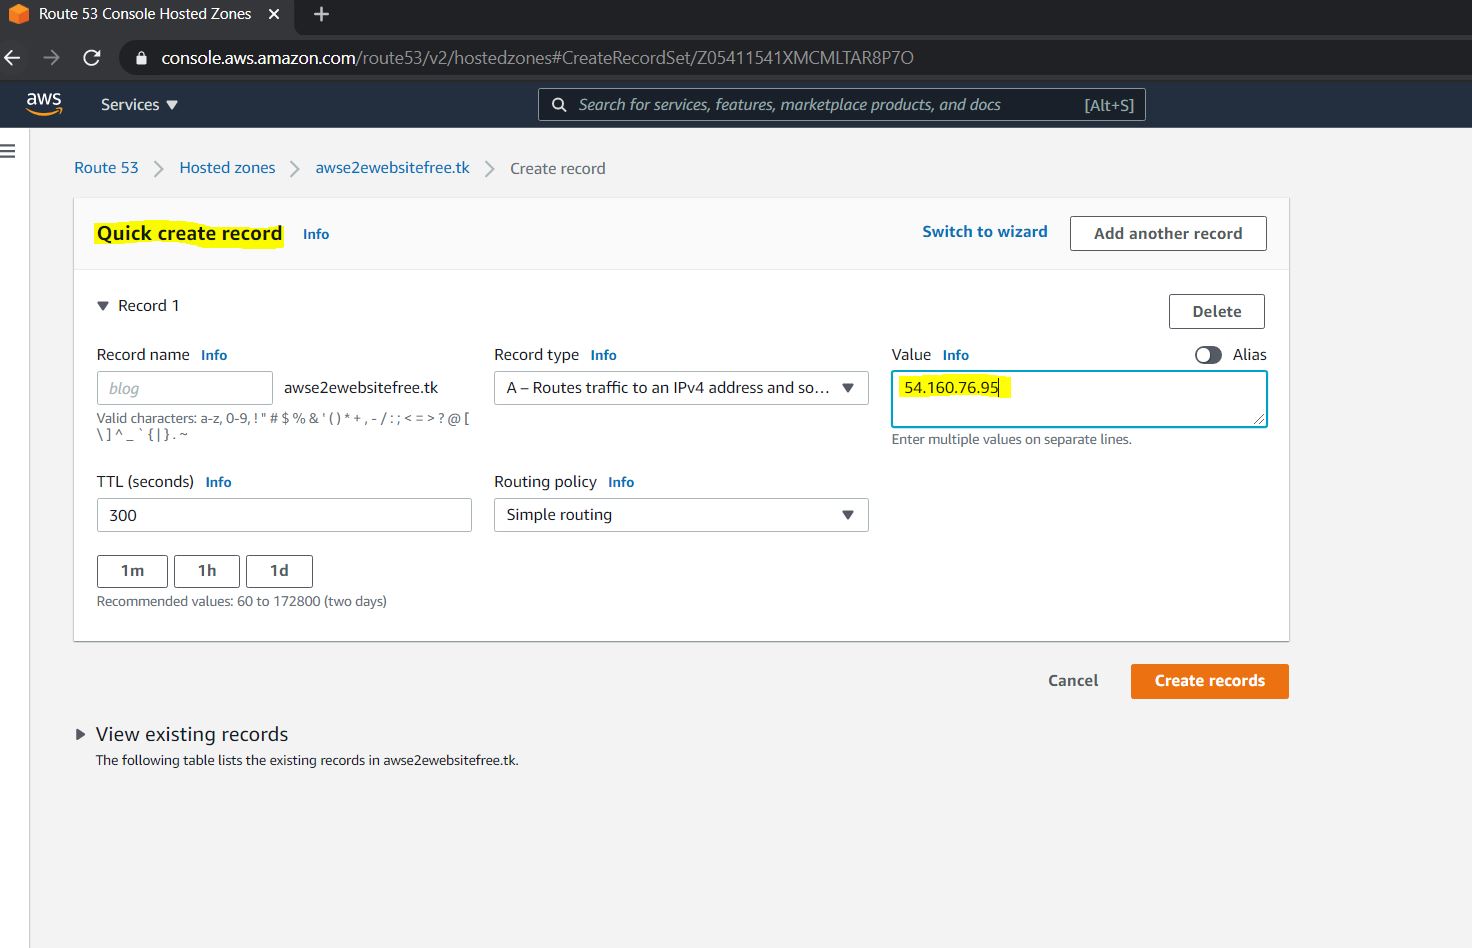 Route 53 Console Hosted Zones
console.aws.amazon.com/route53/v2/hostedzones#CreateRecordSet/Z05411541XMCMLTAR8P7O
aws Services Search for services, features, marketplace products, and docs [Alt+S]
Route 53 Hosted zones awse2ewebsitefree.tk Create record
Quick create record Info Switch to wizard Add another record
Record 1 Delete
Record name Info Record type Info Value Info Alias
blog awse2ewebsitefree.tk A – Routes traffic to an IPv4 address and so... 54.160.76.95
Valid characters: a-z, 0-9, ! " # $ % & ' ( ) * + , - / : ; < = > ? @ [
\ ] ^ _ ` { | } . ~
Enter multiple values on separate lines.
TTL (seconds) Info Routing policy Info
300 Simple routing
1m 1h 1d
Recommended values: 60 to 172800 (two days)
Cancel Create records
View existing records
The following table lists the existing records in awse2ewebsitefree.tk.